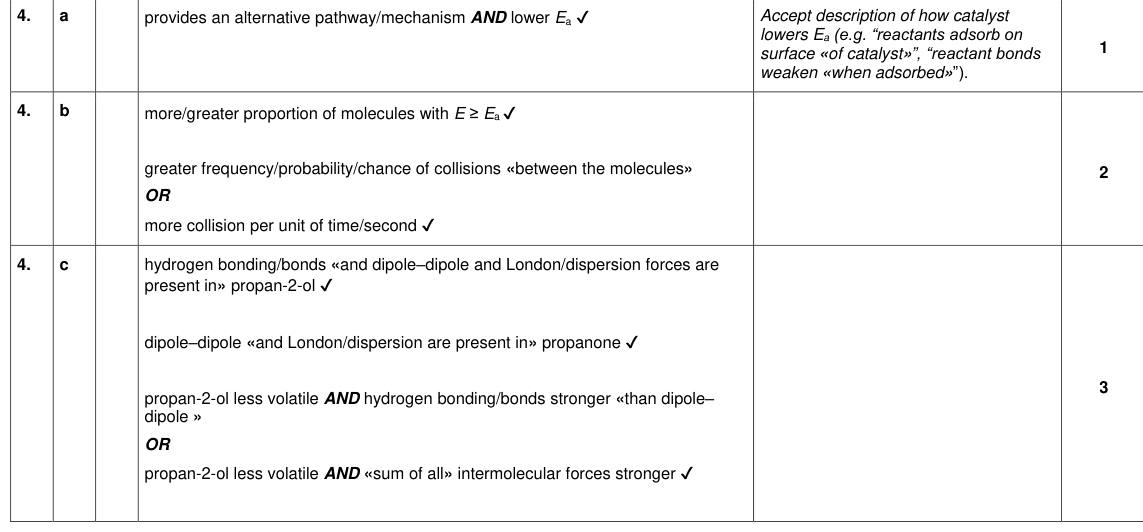 4. a provides an alternative pathway/mechanism AND lower Ea ✓ Accept description of how catalyst
lowers Ea (e.g. “reactants adsorb on
surface «of catalyst»”, “reactant bonds
weaken «when adsorbed»”).
1
4. b more/greater proportion of molecules with E ≥ Ea ✓
greater frequency/probability/chance of collisions «between the molecules»
2
OR
more collision per unit of time/second ✓
4. c hydrogen bonding/bonds «and dipole–dipole and London/dispersion forces are
present in» propan-2-ol ✓
dipole–dipole «and London/dispersion are present in» propanone ✓
3
propan-2-ol less volatile AND hydrogen bonding/bonds stronger «than dipole–
dipole »
OR
propan-2-ol less volatile AND «sum of all» intermolecular forces stronger ✓